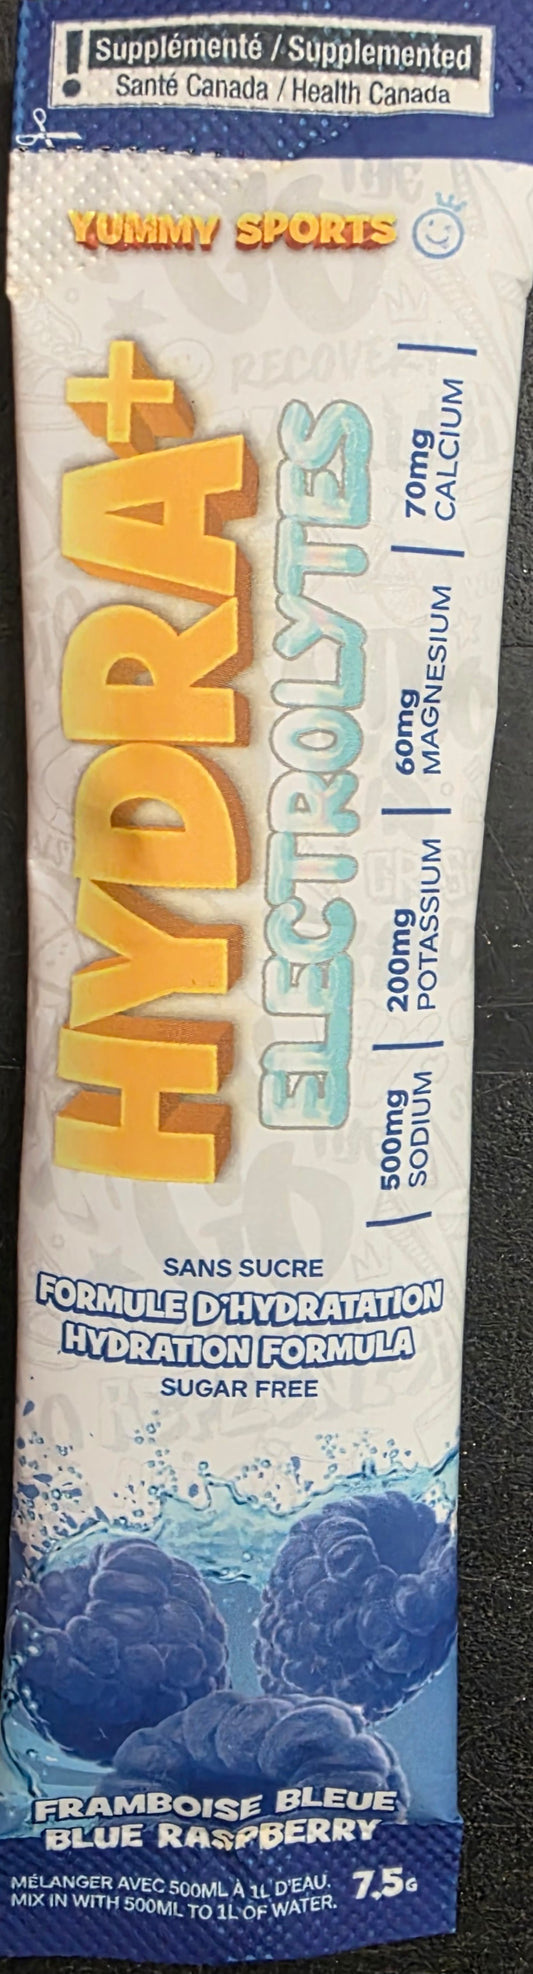 ! Supplémenté / Supplemented
Santé Canada / Health Canada
YUMMY SPORTS
HYDRA+
ELECTROLYTES
500mg
SODIUM
200mg
POTASSIUM
60mg
MAGNESIUM
70mg
CALCIUM
SANS SUCRE
FORMULE D'HYDRATATION
HYDRATION FORMULA
SUGAR FREE
FRAMBOISE BLEUE
BLUE RASPBERRY
MÉLANGER AVEC 500ML À 1L D'EAU.
MIX IN WITH 500ML TO 1L OF WATER.
7,5G